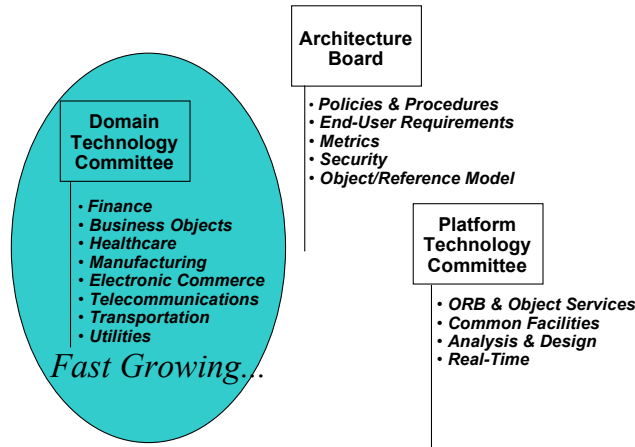 Architecture
Board
• Policies & Procedures
• End-User Requirements
• Metrics
• Security
• Object/Reference Model
Domain
Technology
Committee
• Finance
• Business Objects
• Healthcare
• Manufacturing
• Electronic Commerce
• Telecommunications
• Transportation
• Utilities
Fast Growing...
Platform
Technology
Committee
• ORB & Object Services
• Common Facilities
• Analysis & Design
• Real-Time